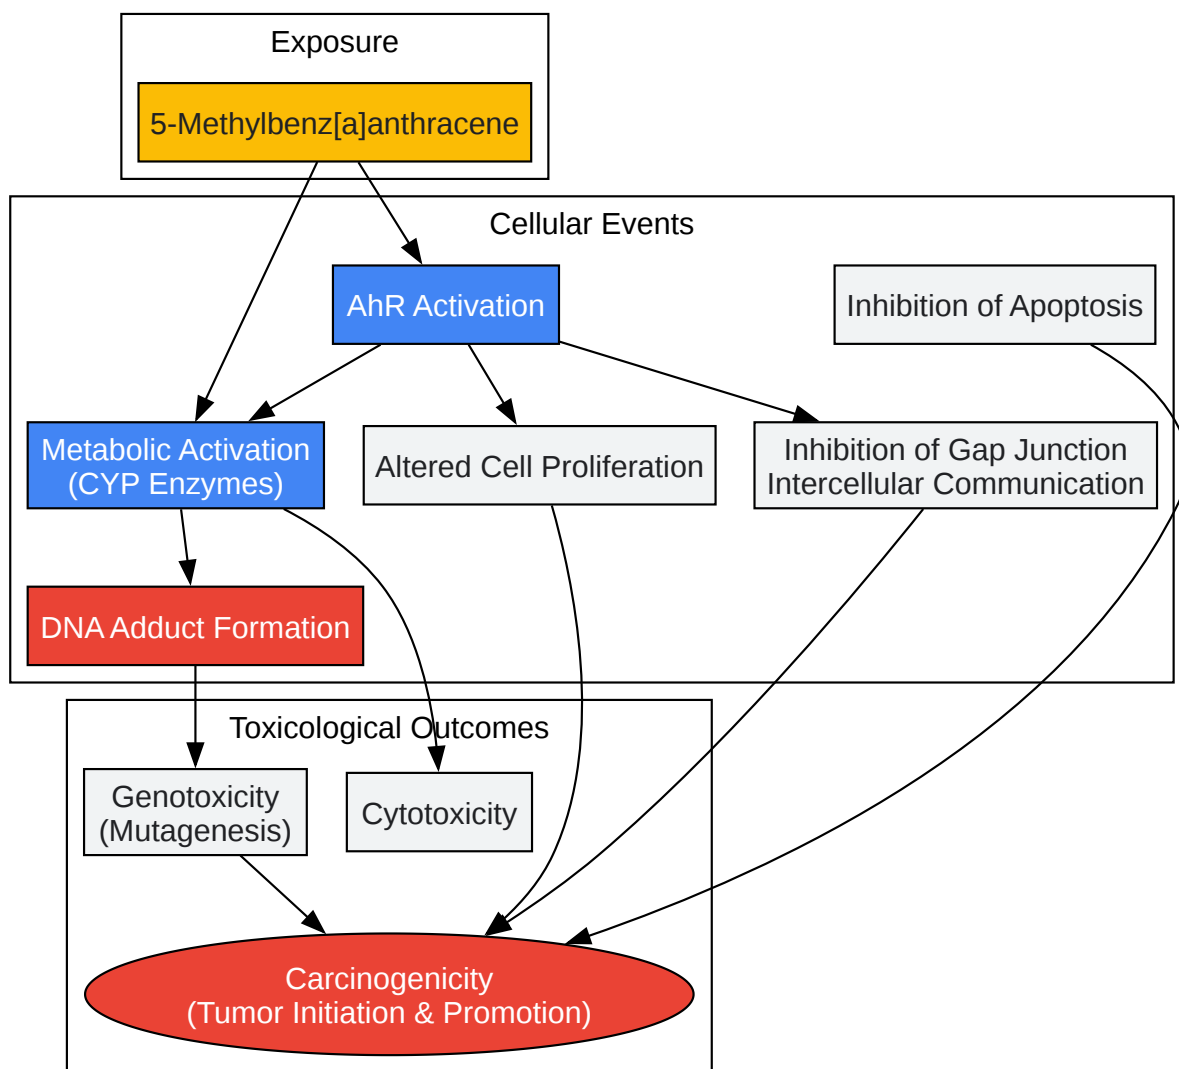 Exposure
5-Methylbenz[a]anthracene
Cellular Events
AhR Activation
Inhibition of Apoptosis
Metabolic Activation
(CYP Enzymes)
Altered Cell Proliferation
Inhibition of Gap Junction
Intercellular Communication
DNA Adduct Formation
Toxicological Outcomes
Genotoxicity
(Mutagenesis)
Cytotoxicity
Carcinogenicity
(Tumor Initiation & Promotion)